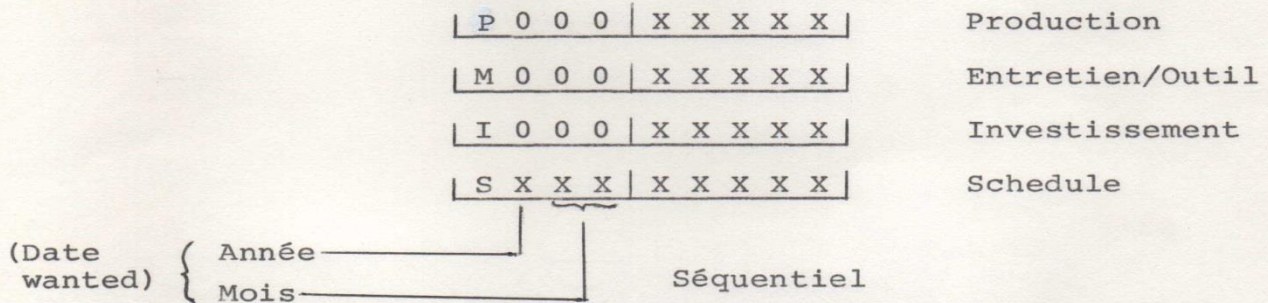 P 0 0 0 X X X X X Production
M 0 0 0 X X X X X Entretien/Outil
I 0 0 0 X X X X X Investissement
S X X X X X X X X Schedule
(Date Année
wanted) Mois Séquentiel